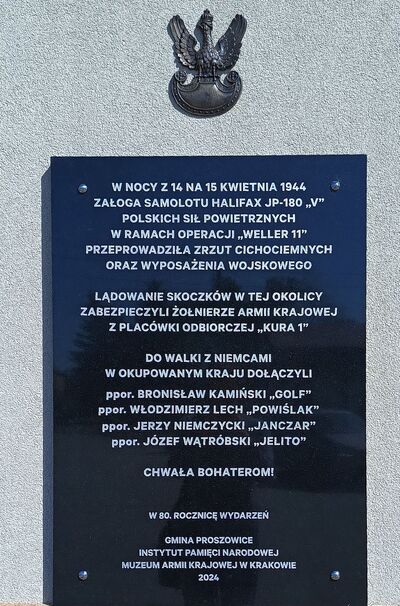 W NOCY Z 14 NA 15 KWIETNIA 1944
ZAŁOGA SAMOLOTU HALIFAX JP-180 „V”
POLSKICH SIŁ POWIETRZNYCH
W RAMACH OPERACJI „WELLER 11”
PRZEPROWADZIŁA ZRZUT CICHOCIEMNYCH
ORAZ WYPOSAŻENIA WOJSKOWEGO
LĄDOWANIE SKOCZKÓW W TEJ OKOLICY
ZABEZPIECZYLI ŻOŁNIERZE ARMII KRAJOWEJ
Z PLACÓWKI ODBIORCZEJ „KURA 1”
DO WALKI Z NIEMCAMI
W OKUPOWANYM KRAJU DOŁĄCZYLI
ppor. BRONISŁAW KAMIŃSKI „GOLF”
ppor. WŁODZIMIERZ LECH „POWIŚLAK”
ppor. JERZY NIEMCZYCKI „JANCZAR”
ppor. JÓZEF WĄTRÓBSKI „JELITO”
CHWAŁA BOHATEROM!
W 80. ROCZNICĘ WYDARZEŃ
GMINA PROSZOWICE
INSTYTUT PAMIĘCI NARODOWEJ
MUZEUM ARMII KRAJOWEJ W KRAKOWIE
2024